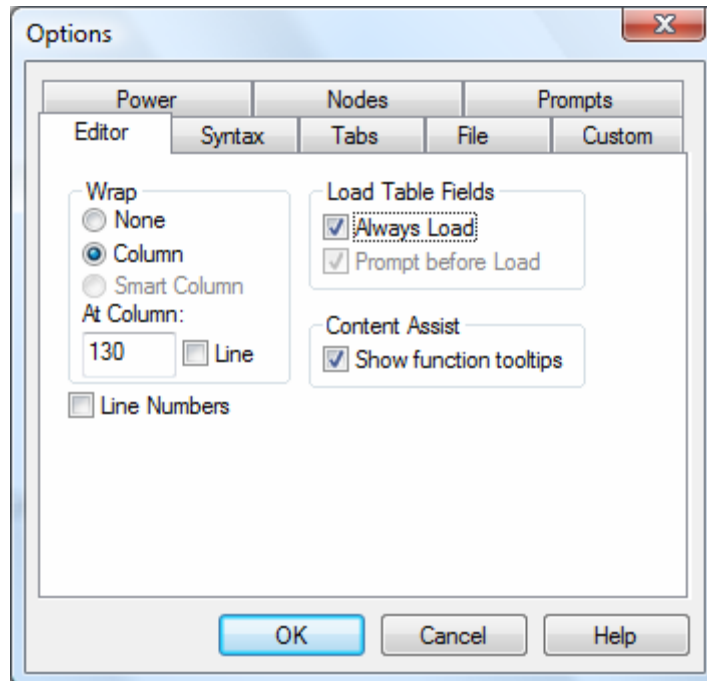 Options
Power Nodes Prompts
Editor Syntax Tabs File Custom
Wrap
None
Column
Smart Column
At Column:
130 Line
Line Numbers
Load Table Fields
Always Load
Prompt before Load
Content Assist
Show function tooltips
OK Cancel Help